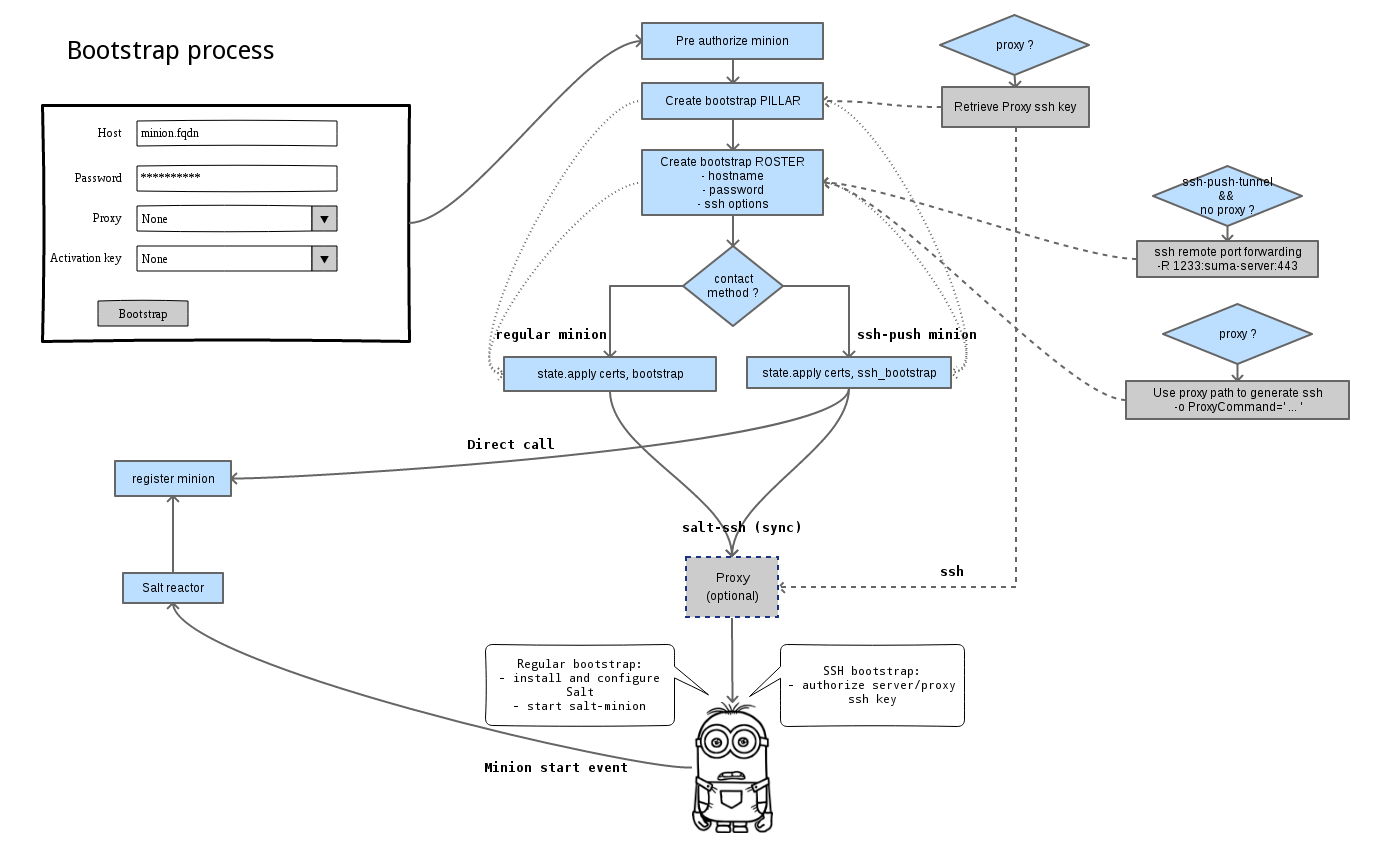 Bootstrap process
Host
minion.fqdn
Password
**********
Proxy
None
Activation key
None
Bootstrap
Pre authorize minion
Create bootstrap PILLAR
Create bootstrap ROSTER
- hostname
- password
- ssh options
contact
method ?
regular minion
ssh-push minion
state.apply certs, bootstrap
state.apply certs, ssh_bootstrap
proxy ?
Retrieve Proxy ssh key
ssh-push-tunnel
&&
no proxy ?
ssh remote port forwarding
-R 1233:suma-server:443
proxy ?
Use proxy path to generate ssh
-o ProxyCommand='...'
Direct call
register minion
salt-ssh (sync)
Proxy
(optional)
ssh
Salt reactor
Regular bootstrap:
- install and configure
Salt
- start salt-minion
SSH bootstrap:
- authorize server/proxy
ssh key
Minion start event